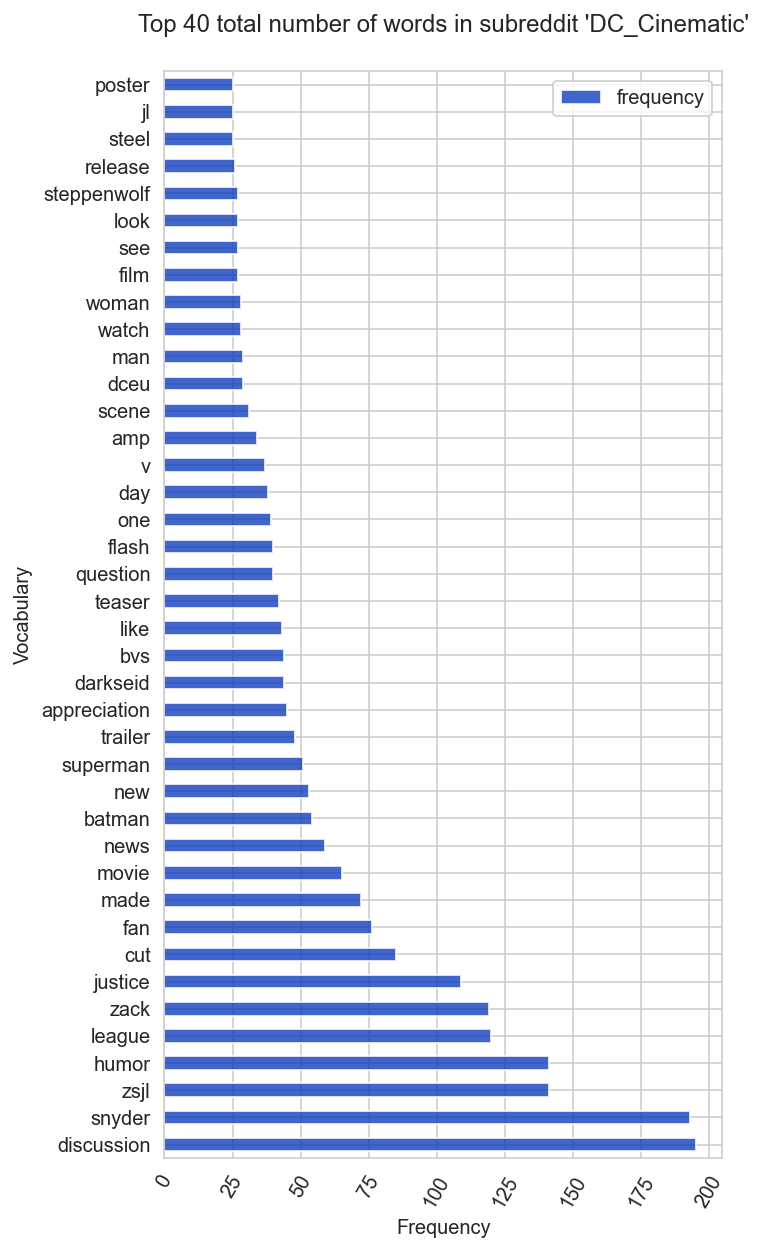 Top 40 total number of words in subreddit 'DC_Cinematic'
frequency
poster
jl
steel
release
steppenwolf
look
see
film
woman
watch
man
dceu
scene
amp
v
day
one
flash
question
teaser
like
bvs
darkseid
appreciation
trailer
superman
new
batman
news
movie
made
fan
cut
justice
zack
league
humor
zsjl
snyder
discussion
Vocabulary
0 25 50 75 100 125 150 175 200
Frequency